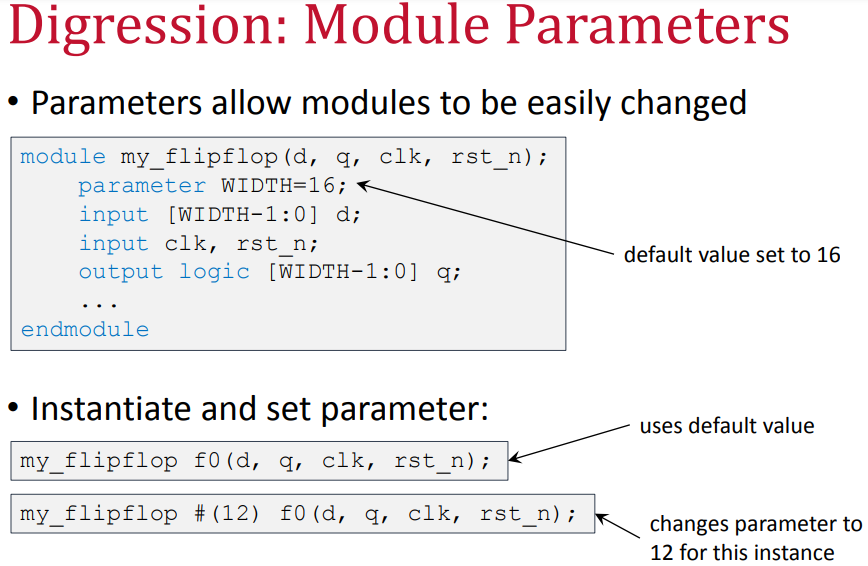 Digression: Module Parameters
• Parameters allow modules to be easily changed
module my_flipflop(d, q, clk, rst_n);
parameter WIDTH=16;
input [WIDTH-1:0] d;
input clk, rst_n;
output logic [WIDTH-1:0] q;
...
endmodule
default value set to 16
• Instantiate and set parameter:
my_flipflop f0(d, q, clk, rst_n);
uses default value
my_flipflop #(12) f0(d, q, clk, rst_n);
changes parameter to
12 for this instance